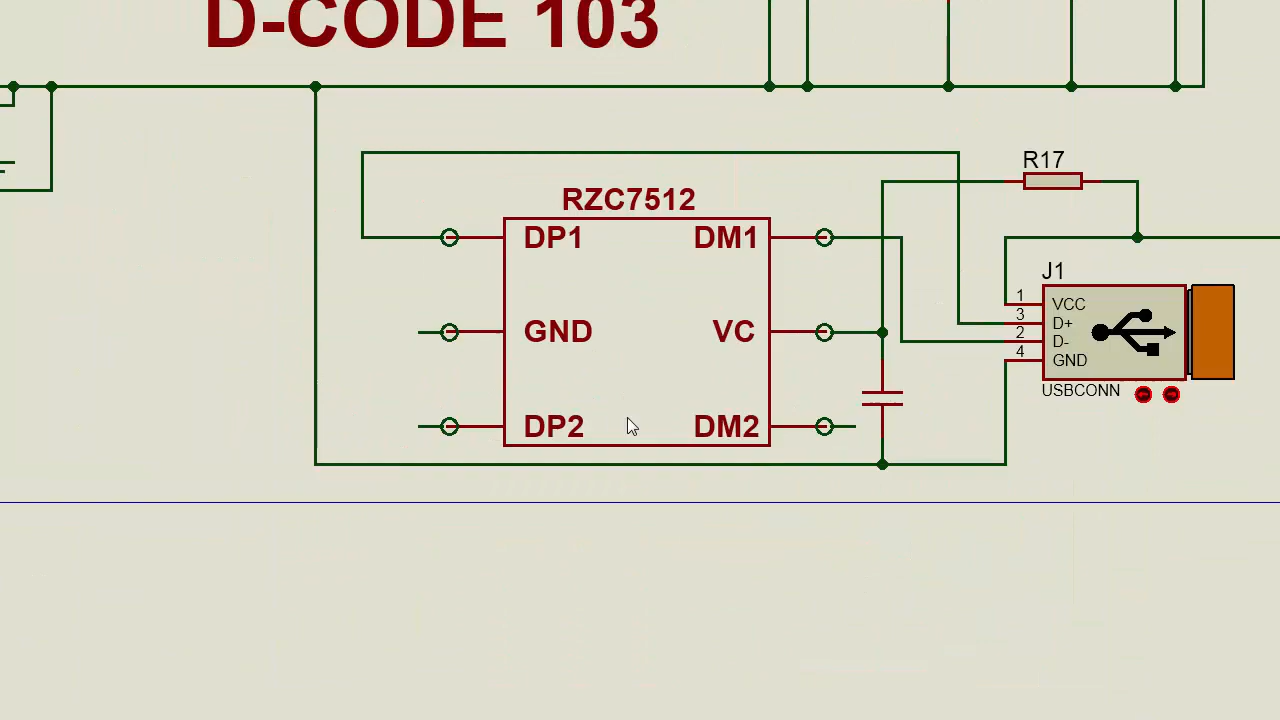 D-CODE 103
R17
RZC7512
DP1 DM1
J1
1 VCC
3 D+
GND VC
2 D-
4 GND
USBCONN
DP2 DM2